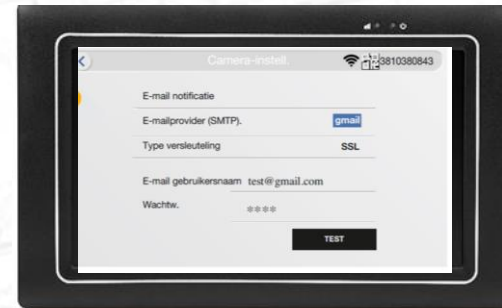 Camera-instell. 3810380843
E-mail notificatie
E-mailprovider (SMTP). gmail
Type versleuteling SSL
E-mail gebruikersnaam test@gmail.com
Wachtw. ****
TEST